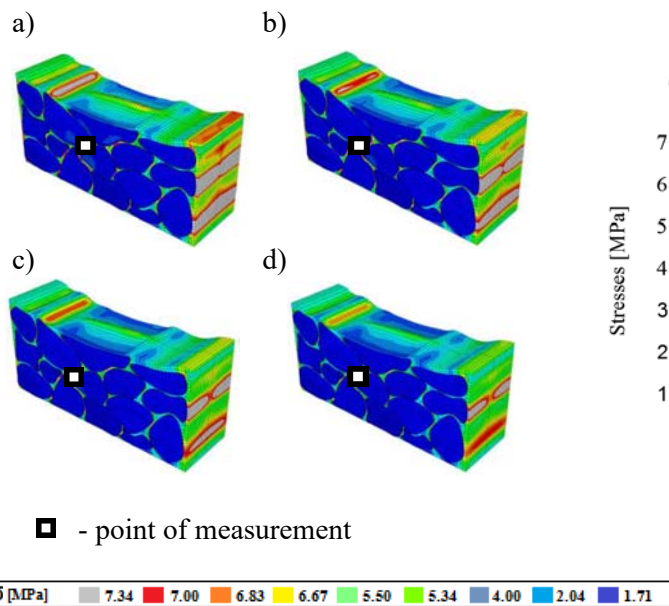 a)
b)
c)
d)
Stresses [MPa]
7
6
5
4
3
2
1
- point of measurement
[MPa] 7.34 7.00 6.83 6.67 5.50 5.34 4.00 2.04 1.71